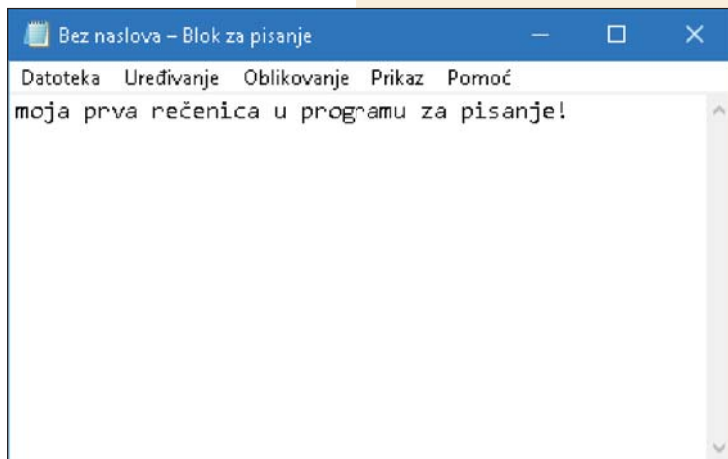 Bez naslova – Blok za pisanje
Datoteka Uređivanje Oblikovanje Prikaz Pomoć
moja prva rečenica u programu za pisanje!